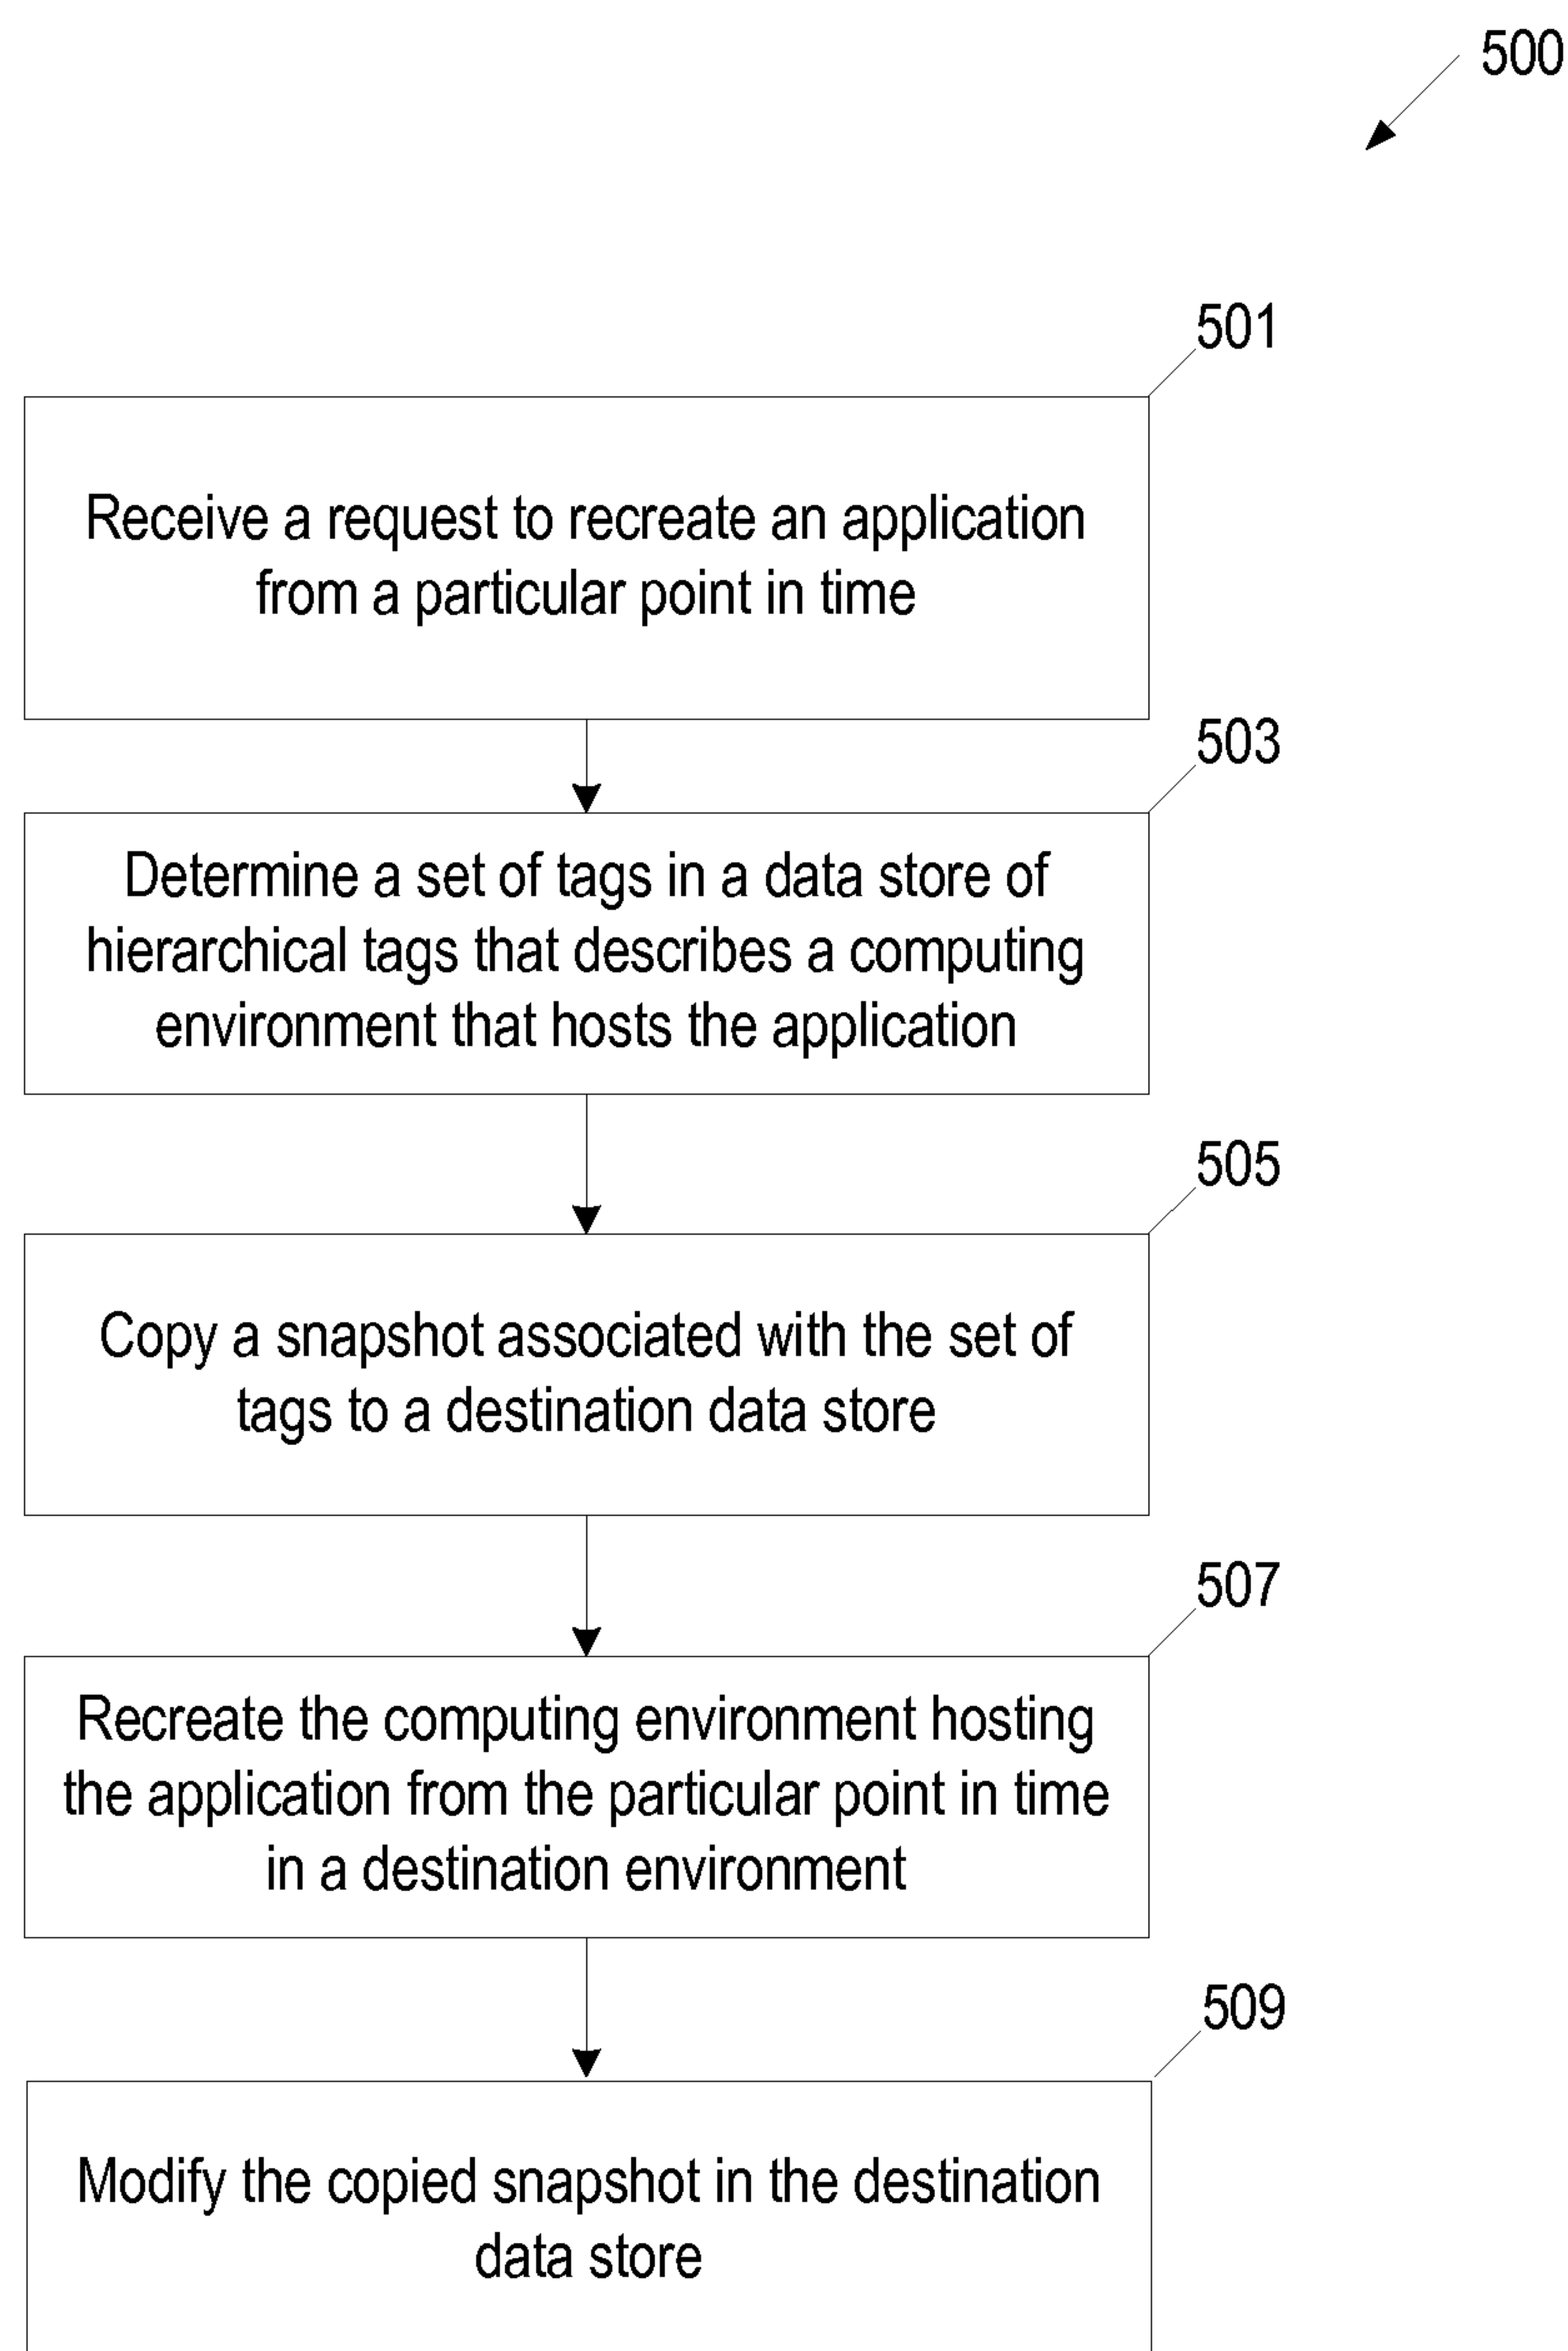 500
501
Receive a request to recreate an application
from a particular point in time
503
Determine a set of tags in a data store of
hierarchical tags that describes a computing
environment that hosts the application
505
Copy a snapshot associated with the set of
tags to a destination data store
507
Recreate the computing environment hosting
the application from the particular point in time
in a destination environment
509
Modify the copied snapshot in the destination
data store